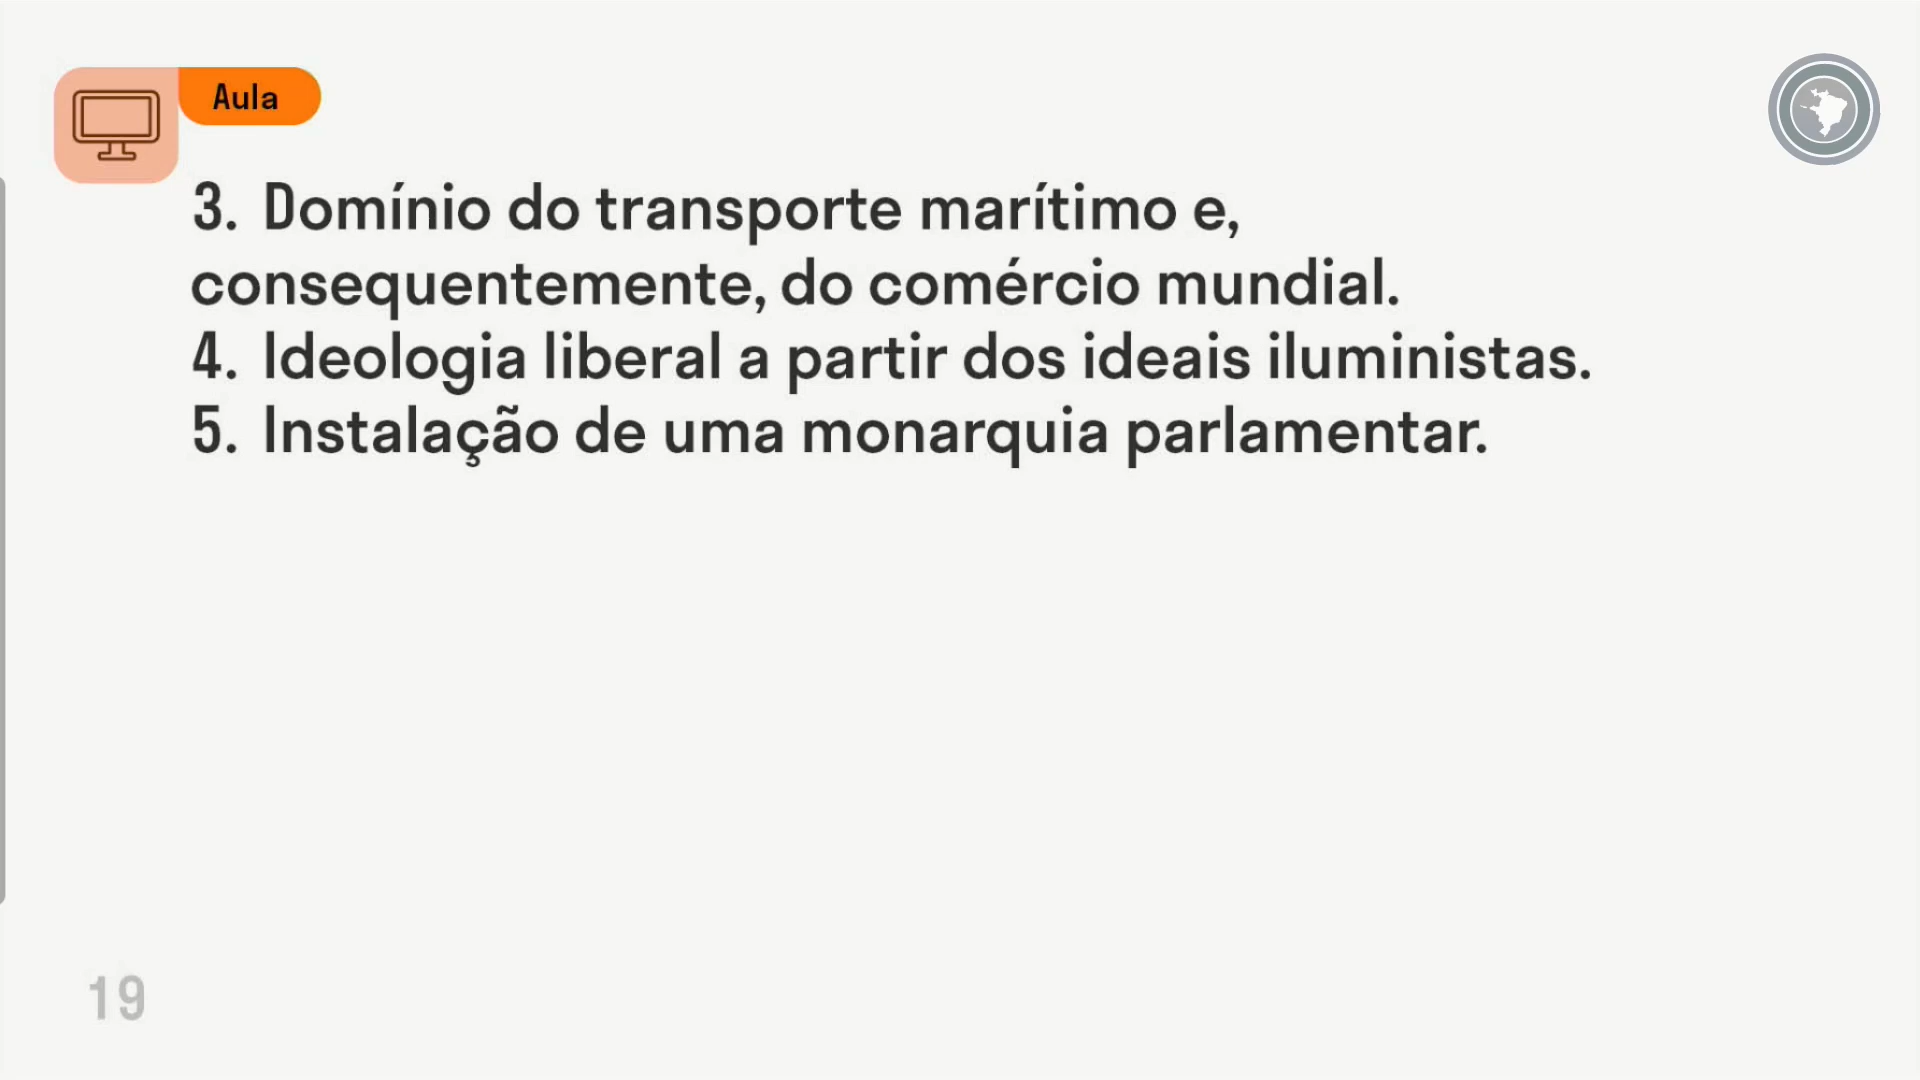 Aula
3. Domínio do transporte marítimo e,
consequentemente, do comércio mundial.
4. Ideologia liberal a partir dos ideais iluministas.
5. Instalação de uma monarquia parlamentar.
19